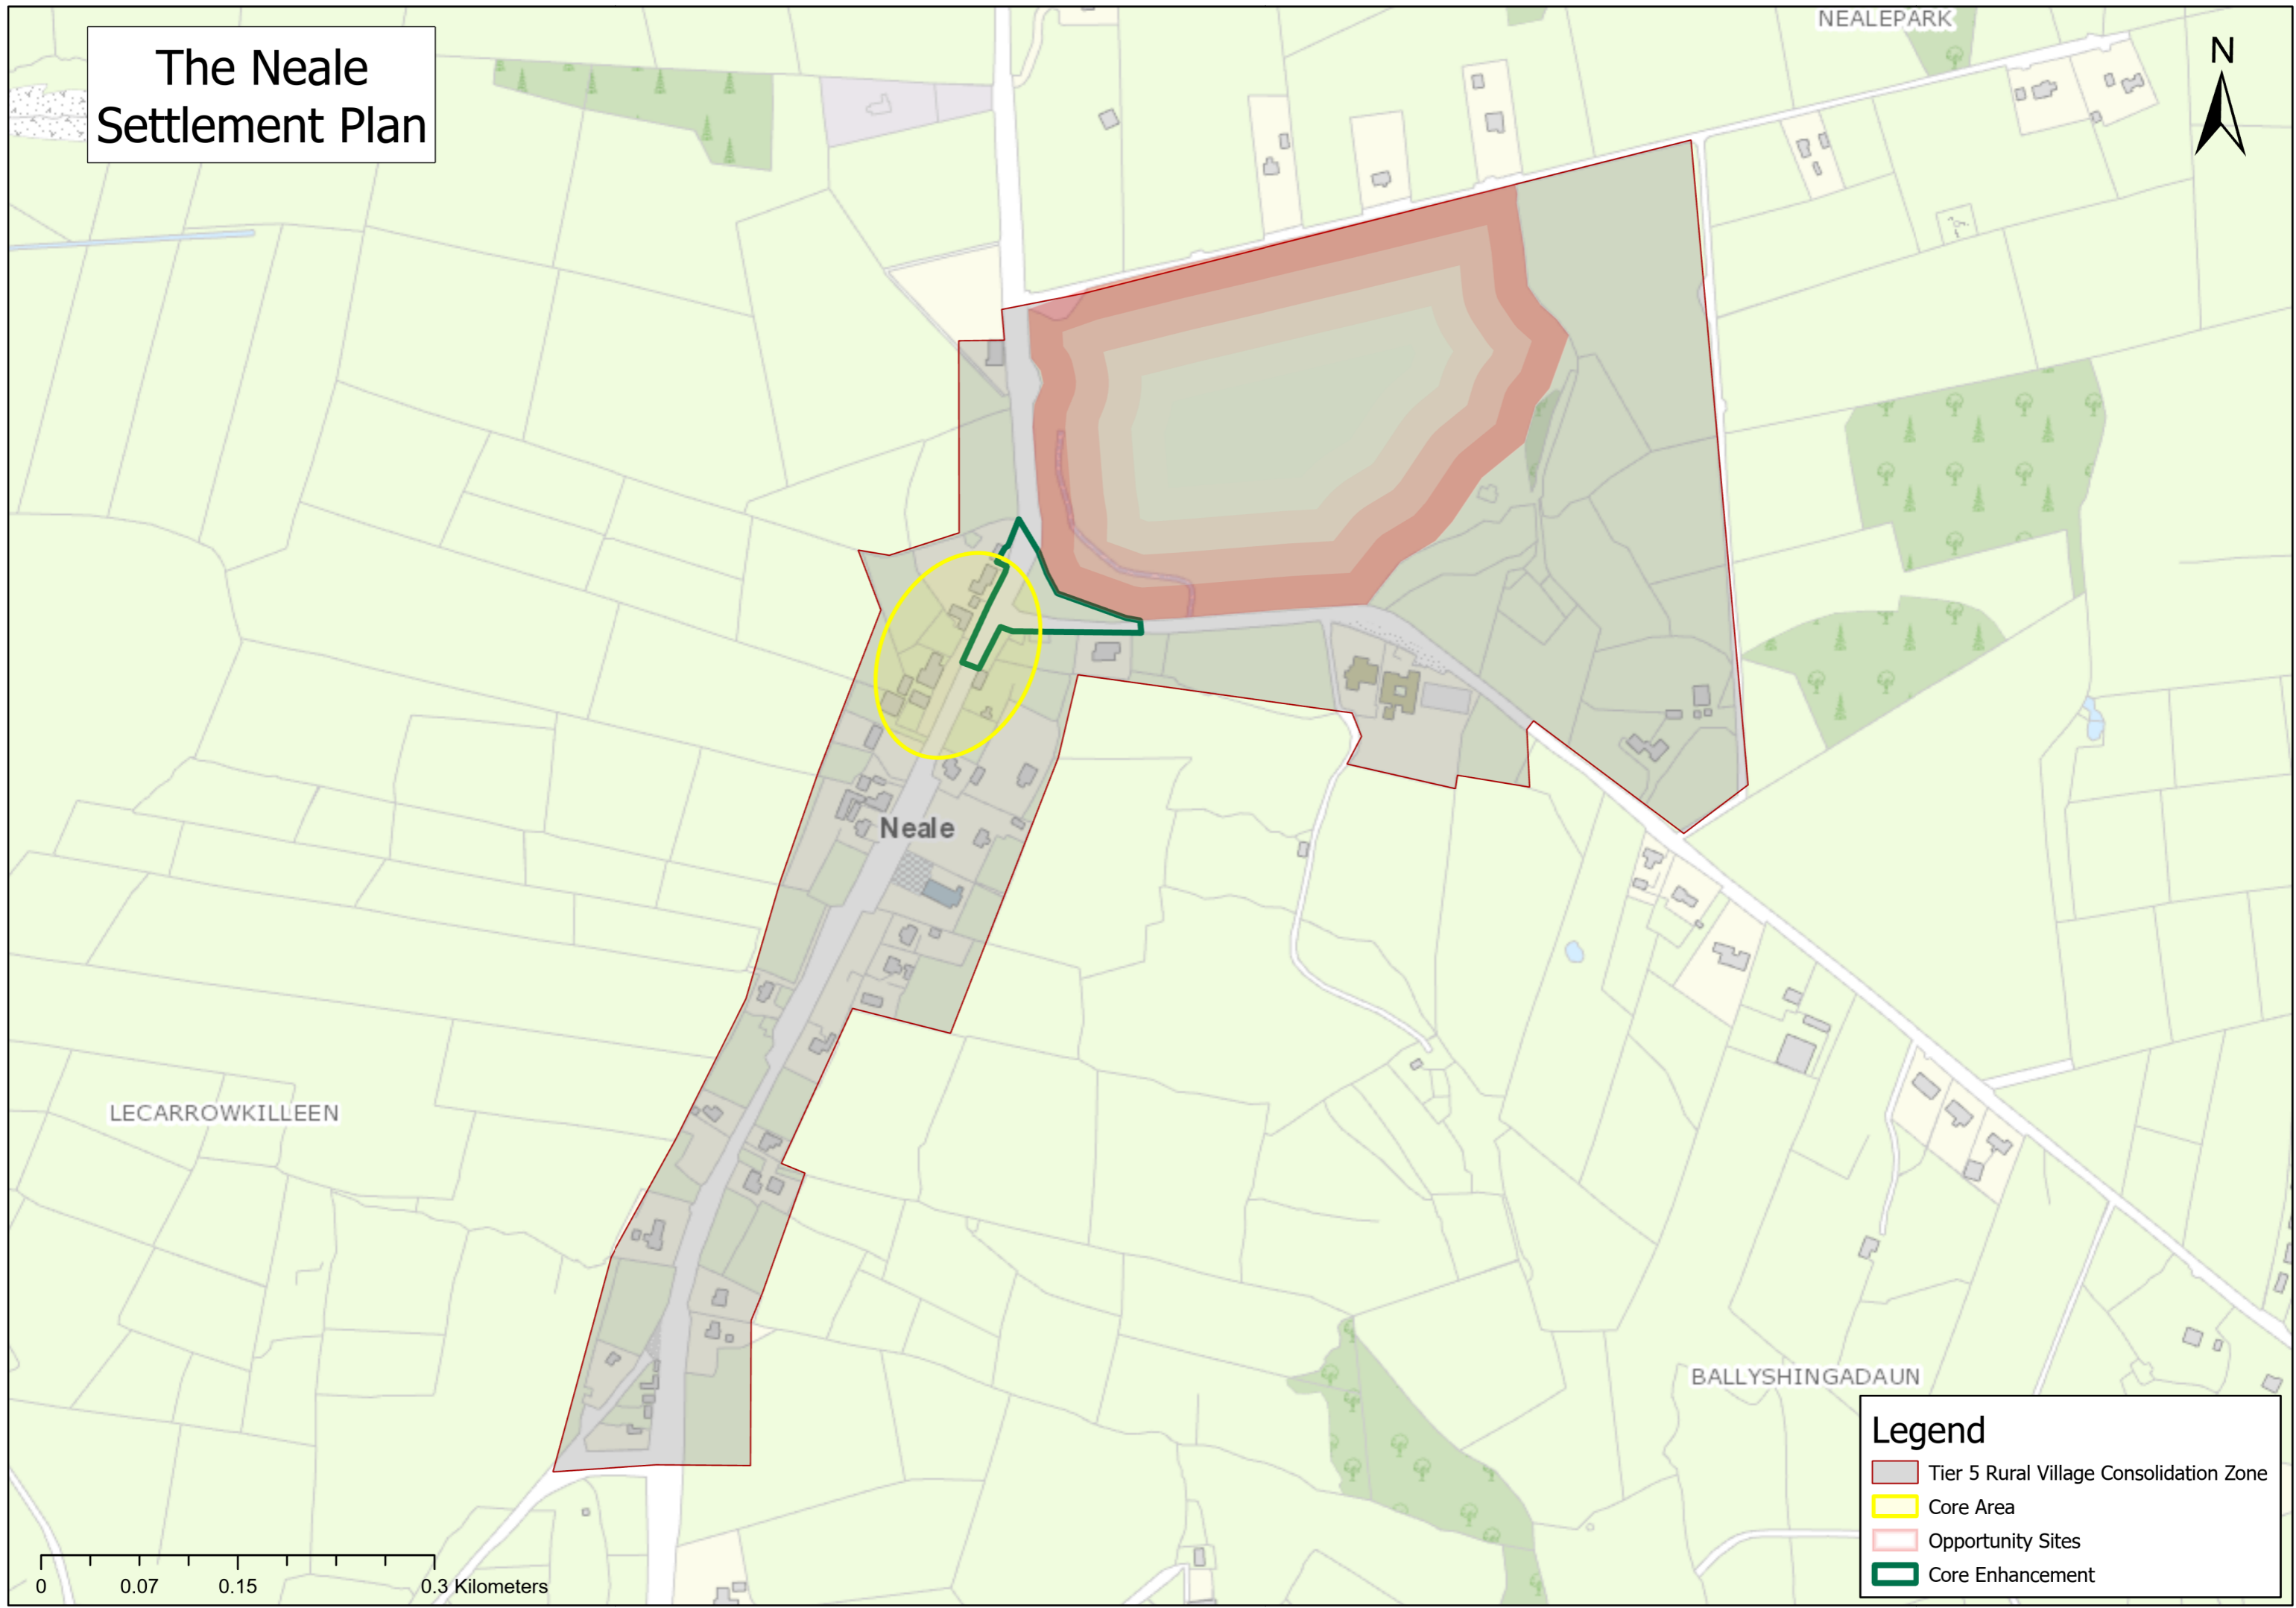 The Neale
Settlement Plan
NEALEPARK
N
Neale
LECARROWKILLEEN
BALLYSHINGADAUN
Legend
Tier 5 Rural Village Consolidation Zone
Core Area
Opportunity Sites
Core Enhancement
0 0.07 0.15 0.3 Kilometers